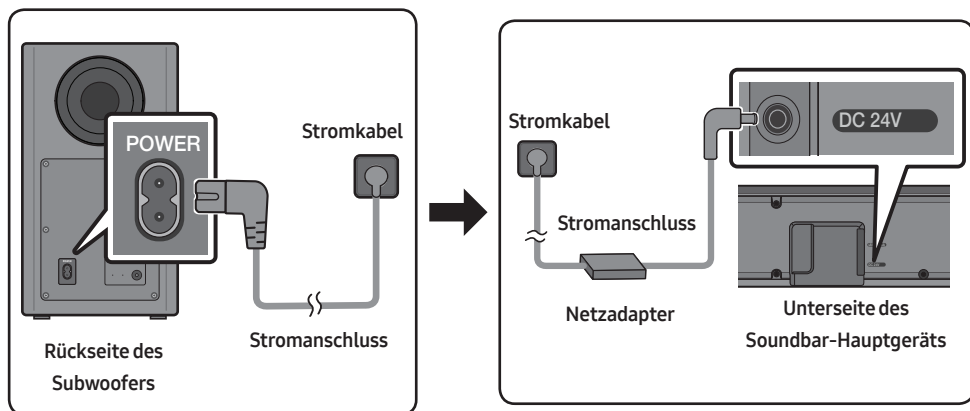 POWER
Stromkabel
Stromanschluss
Rückseite des
Subwoofers
Stromkabel
DC 24V
Stromanschluss
Netzadapter
Unterseite des
Soundbar-Hauptgeräts